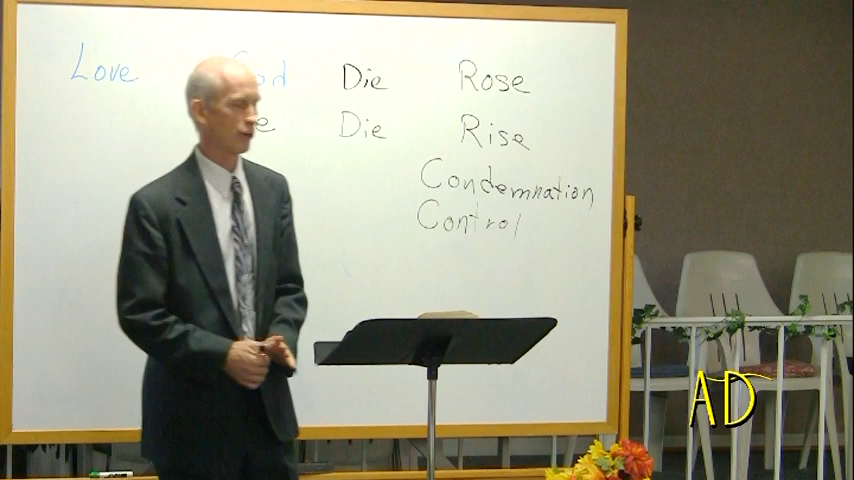 Love Die Rose
Die Rise
Condemnation
Control
AD